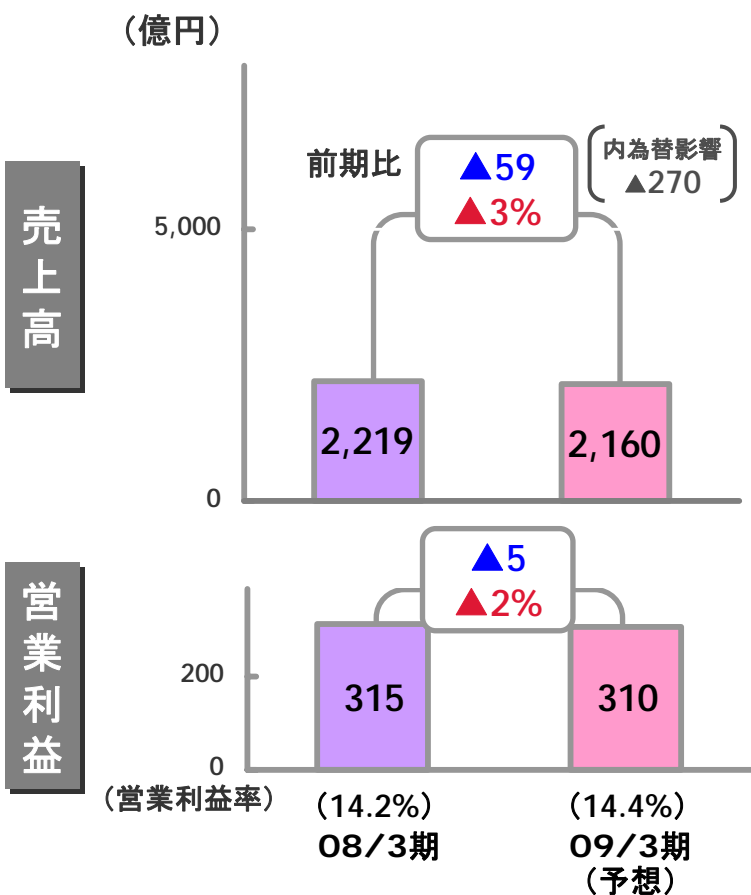 （億円）
売上高
前期比
▲59
▲3%
内為替影響
▲270
5,000
2,219
2,160
0
営業利益
▲5
▲2%
200
315
310
0
（営業利益率）
（14.2%）
（14.4%）
08/3期
09/3期
（予想）